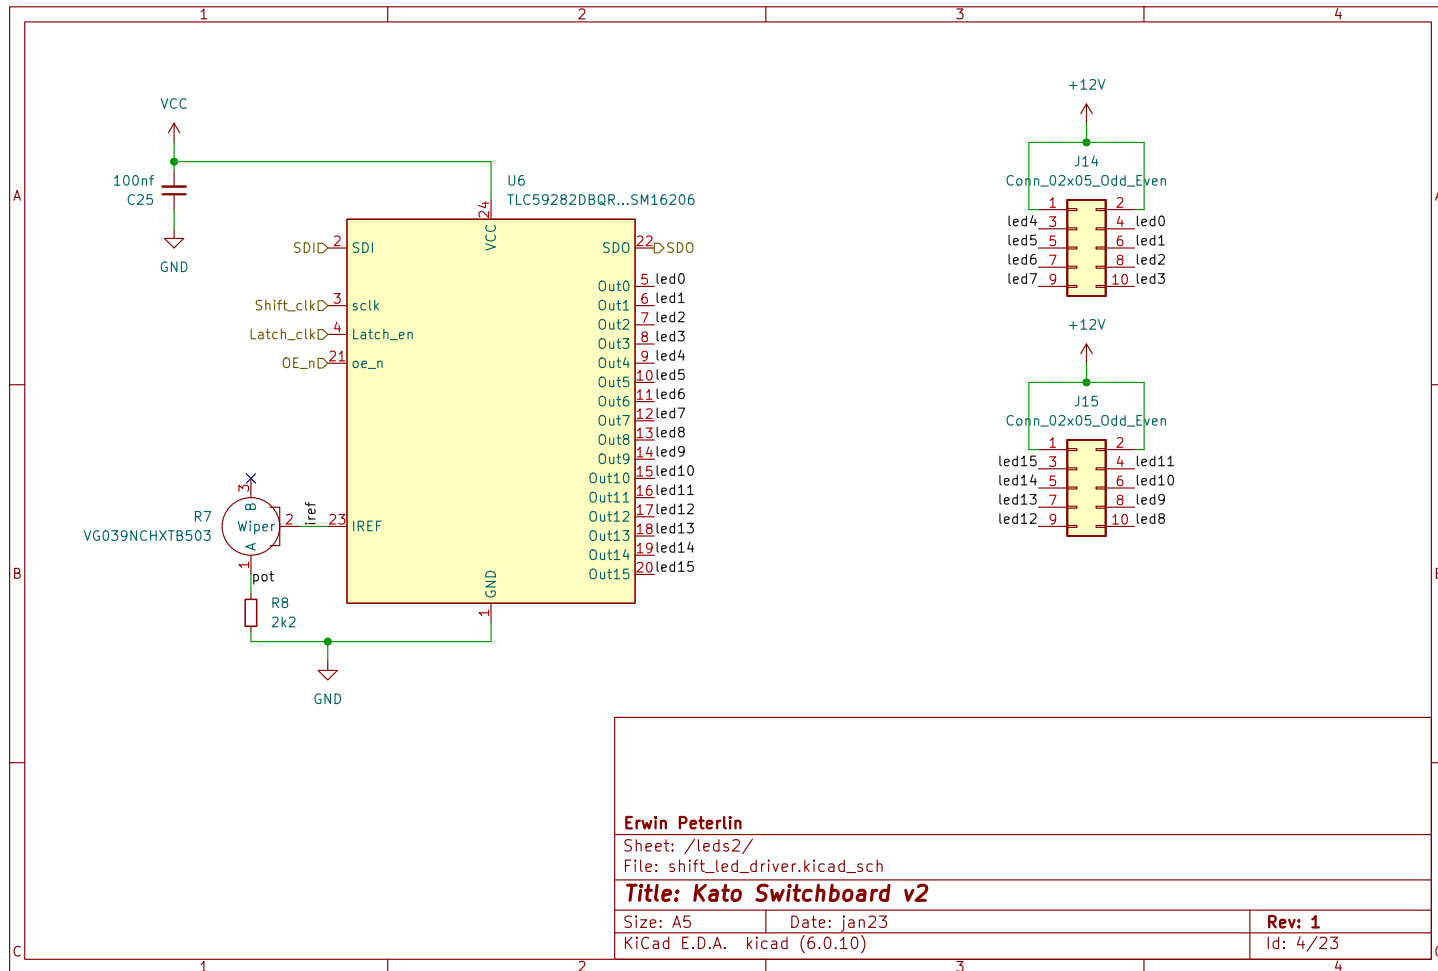 1 2 3 4
A
B
C
VCC
100nf
C25
GND
U6
TLC59282DBQR...SM16206
24
VCC
SDI 2 SDI
SDO 22 SDO
Shift_clk 3 sclk
Latch_clk 4 Latch_en
OE_n 21 oe_n
Out0 5 led0
Out1 6 led1
Out2 7 led2
Out3 8 led3
Out4 9 led4
Out5 10 led5
Out6 11 led6
Out7 12 led7
Out8 13 led8
Out9 14 led9
Out10 15 led10
Out11 16 led11
Out12 17 led12
Out13 18 led13
Out14 19 led14
Out15 20 led15
R7
VG039NCHXTB503
3
B
Wiper 2 iref 23 IREF
A
1
pot
R8
2k2
GND
1
GND
+12V
J14
Conn_02x05_Odd_Even
1 2
led4 3 4 led0
led5 5 6 led1
led6 7 8 led2
led7 9 10 led3
+12V
J15
Conn_02x05_Odd_Even
1 2
led15 3 4 led11
led14 5 6 led10
led13 7 8 led9
led12 9 10 led8
Erwin Peterlin
Sheet: /leds2/
File: shift_led_driver.kicad_sch
Title: Kato Switchboard v2
Size: A5 Date: jan23 Rev: 1
KiCad E.D.A. kicad (6.0.10) Id: 4/23
1 2 3 4